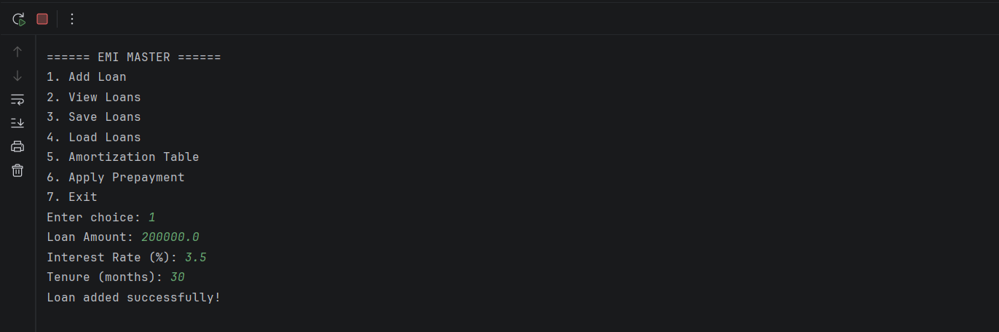 ====== EMI MASTER ======
1. Add Loan
2. View Loans
3. Save Loans
4. Load Loans
5. Amortization Table
6. Apply Prepayment
7. Exit
Enter choice: 1
Loan Amount: 200000.0
Interest Rate (%): 3.5
Tenure (months): 30
Loan added successfully!